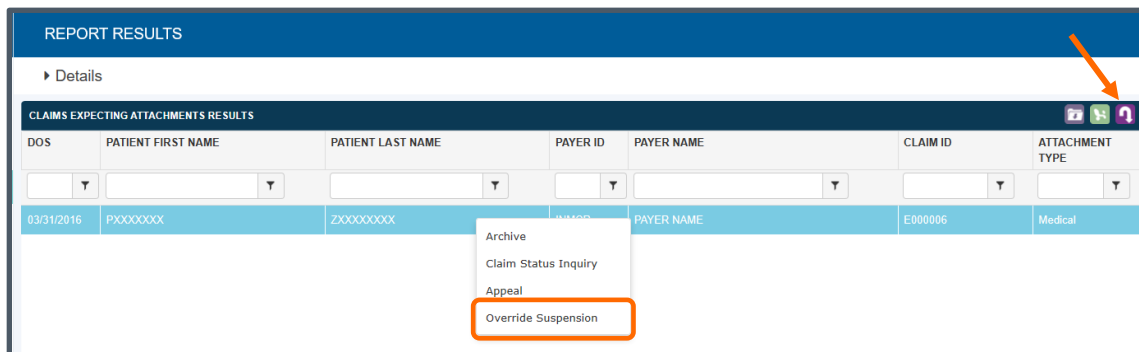 REPORT RESULTS
Details
CLAIMS EXPECTING ATTACHMENTS RESULTS
DOS PATIENT FIRST NAME PATIENT LAST NAME PAYER ID PAYER NAME CLAIM ID ATTACHMENT TYPE
03/31/2016 PXXXXXXX ZXXXXXXXX PAYER NAME E000006 Medical
Archive
Claim Status Inquiry
Appeal
Override Suspension